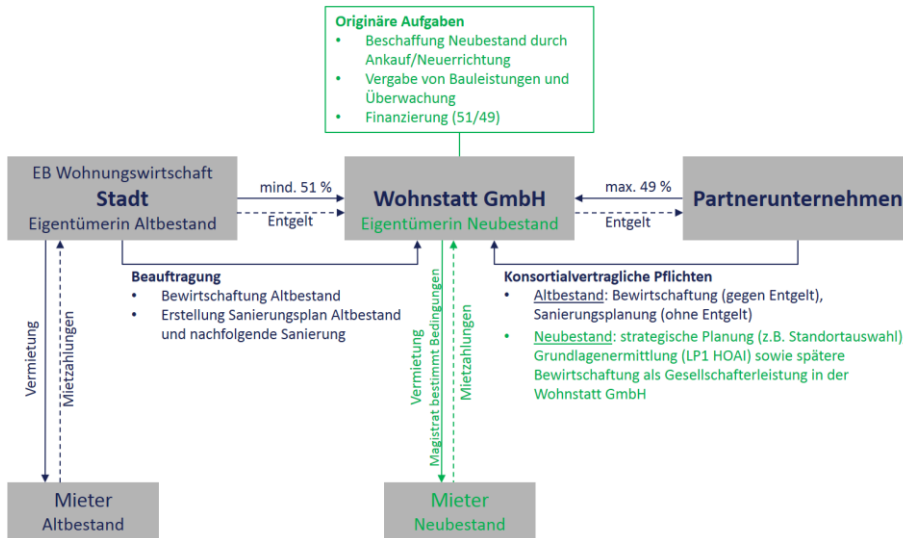 Originäre Aufgaben
• Beschaffung Neubestand durch
Ankauf/Neuerrichtung
• Vergabe von Bauleistungen und
Überwachung
• Finanzierung (51/49)
EB Wohnungswirtschaft
Stadt
Eigentümerin Altbestand
mind. 51 %
Entgelt
Wohnstatt GmbH
Eigentümerin Neubestand
max. 49 %
Entgelt
Partnerunternehmen
Beauftragung
• Bewirtschaftung Altbestand
• Erstellung Sanierungsplan Altbestand
und nachfolgende Sanierung
Konsortialvertragliche Pflichten
• Altbestand: Bewirtschaftung (gegen Entgelt),
Sanierungsplanung (ohne Entgelt)
• Neubestand: strategische Planung (z.B. Standortauswahl)
Grundlagenermittlung (LP1 HOAI) sowie spätere
Bewirtschaftung als Gesellschafterleistung in der
Wohnstatt GmbH
Vermietung
Mietzahlungen
Vermietung
Magistrat bestimmt Bedingungen
Mietzahlungen
Mieter
Altbestand
Mieter
Neubestand